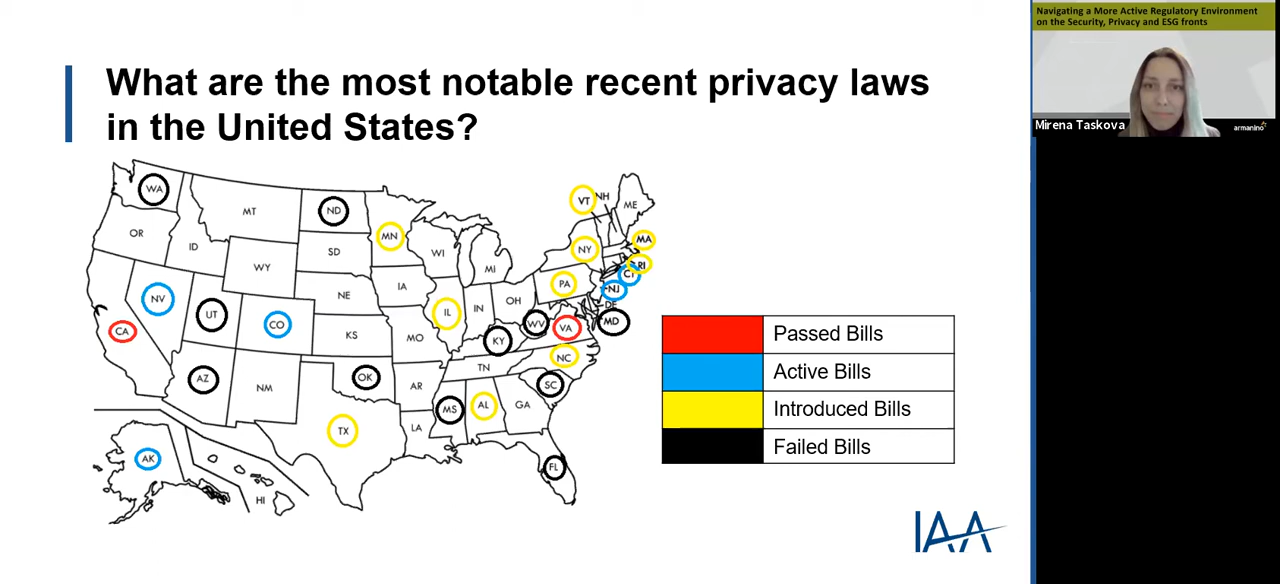 What are the most notable recent privacy laws
in the United States?
WA
MT
ND
MN
OR
ID
WY
SD
WI
MI
VT
NH
ME
NY
MA
RI
CT
NJ
PA
DE
MD
NV
UT
CO
NE
IA
IL
IN
OH
WV
VA
CA
KS
MO
KY
NC
TN
SC
AZ
NM
OK
AR
MS
AL
GA
TX
LA
FL
AK
HI
Passed Bills
Active Bills
Introduced Bills
Failed Bills
IAA
Navigating a More Active Regulatory Environment
on the Security, Privacy and ESG fronts
Mirena Taskova
armanino